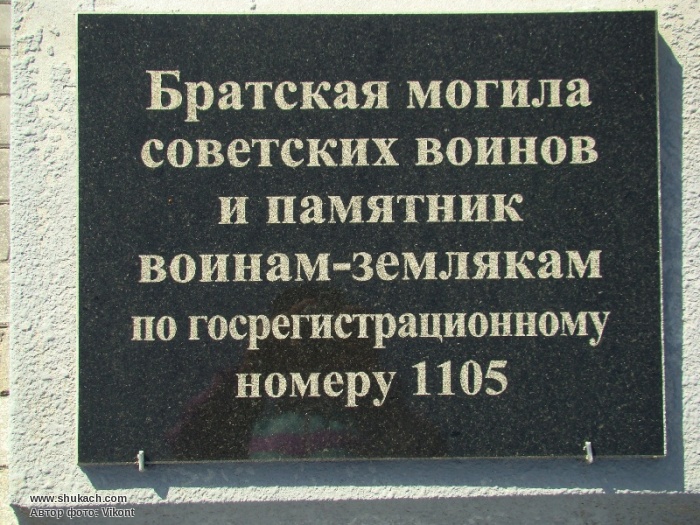 Братская могила
советских воинов
и памятник
воинам-землякам
по госрегистрационному
номеру 1105
www.shukach.com
Автор фото: Vikont